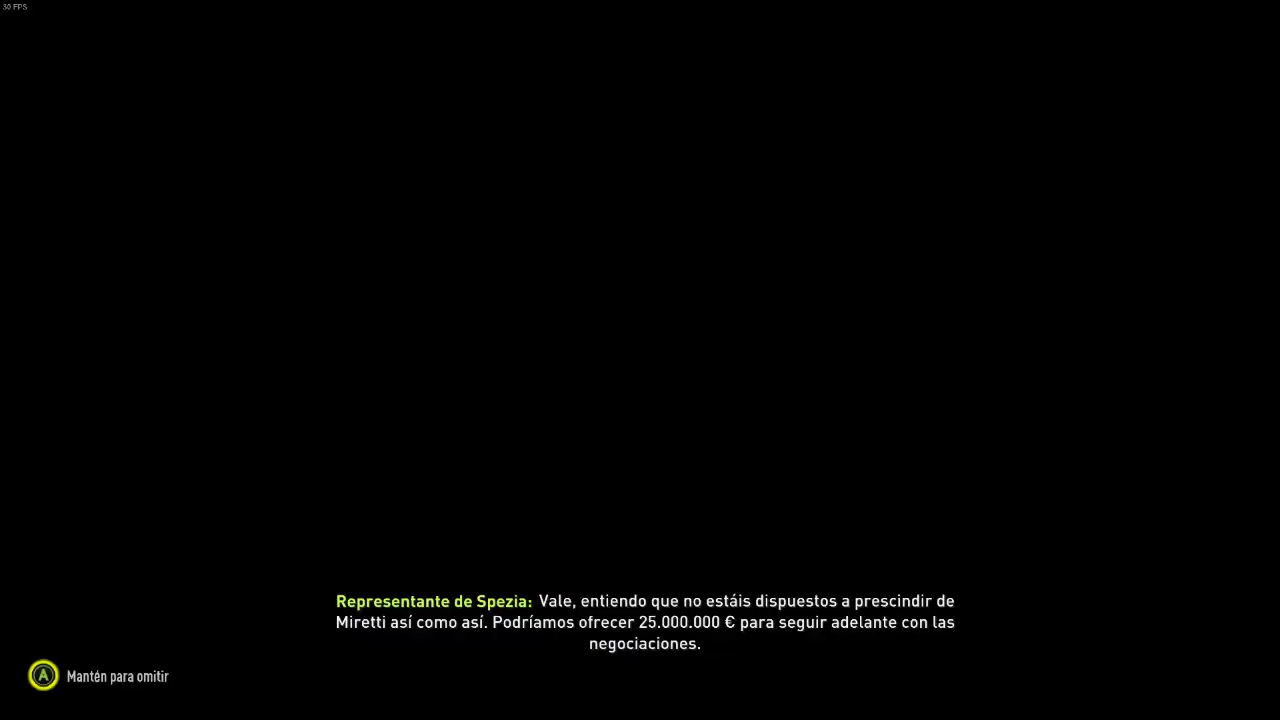 30 FPS
Representante de Spezia: Vale, entiendo que no estáis dispuestos a prescindir de
Miretti así como así. Podríamos ofrecer 25.000.000 € para seguir adelante con las
negociaciones.
A Mantén para omitir